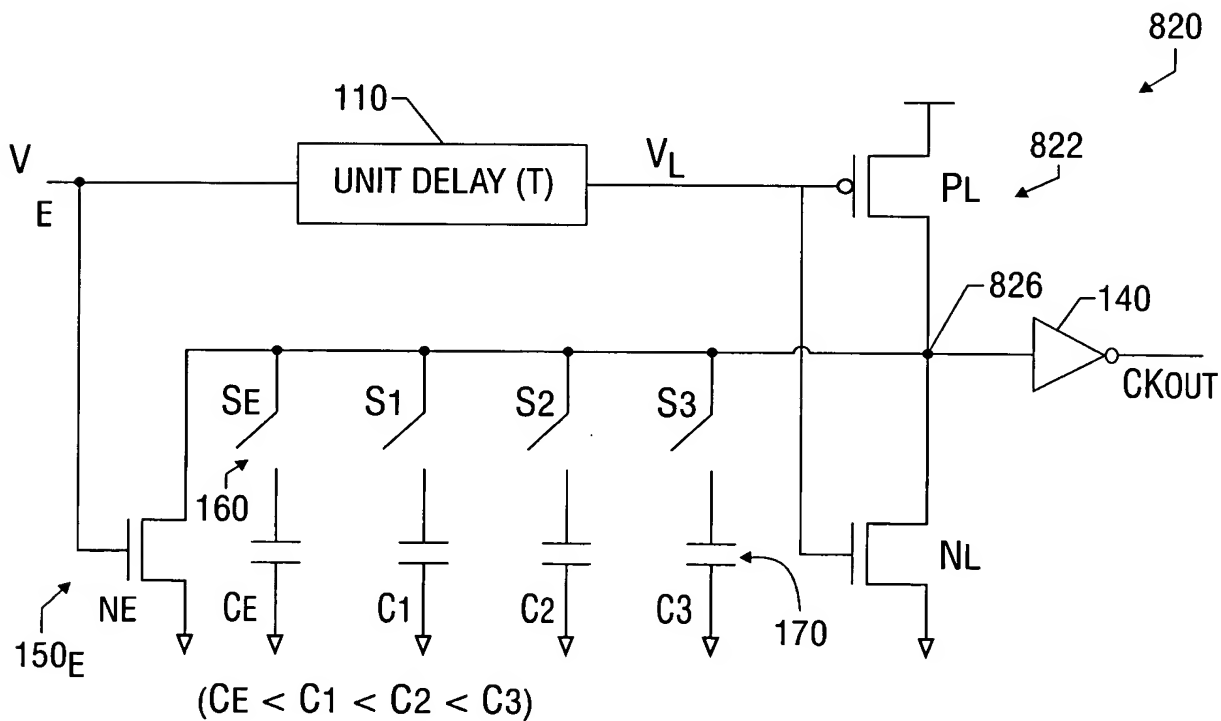 820
110
V
E
UNIT DELAY (T)
VL
PL
822
826
140
CKOUT
SE
S1
S2
S3
160
NE
CE
C1
C2
C3
170
NL
150E
(CE < C1 < C2 < C3)